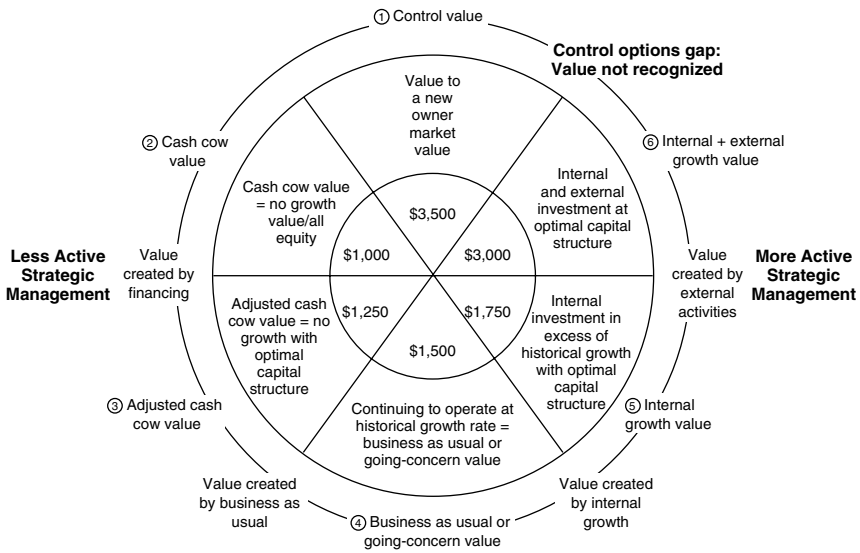 ① Control value
Control options gap:
Value not recognized
Value to
a new
owner
market
value
② Cash cow
value
⑥ Internal + external
growth value
Cash cow value
= no growth
value/all
equity
Internal
and external
investment at
optimal capital
structure
$3,500
$1,000
$3,000
Less Active
Strategic
Management
Value
created by
financing
Value
created by
external
activities
More Active
Strategic
Management
Adjusted cash
cow value = no
growth with
optimal
capital
structure
$1,250
$1,750
$1,500
Internal
investment in
excess of
historical growth
with optimal
capital
structure
③ Adjusted cash
cow value
Continuing to operate at
historical growth rate =
business as usual or
going-concern value
⑤ Internal
growth value
Value created
by business as
usual
④ Business as usual or
going-concern value
Value created
by internal
growth